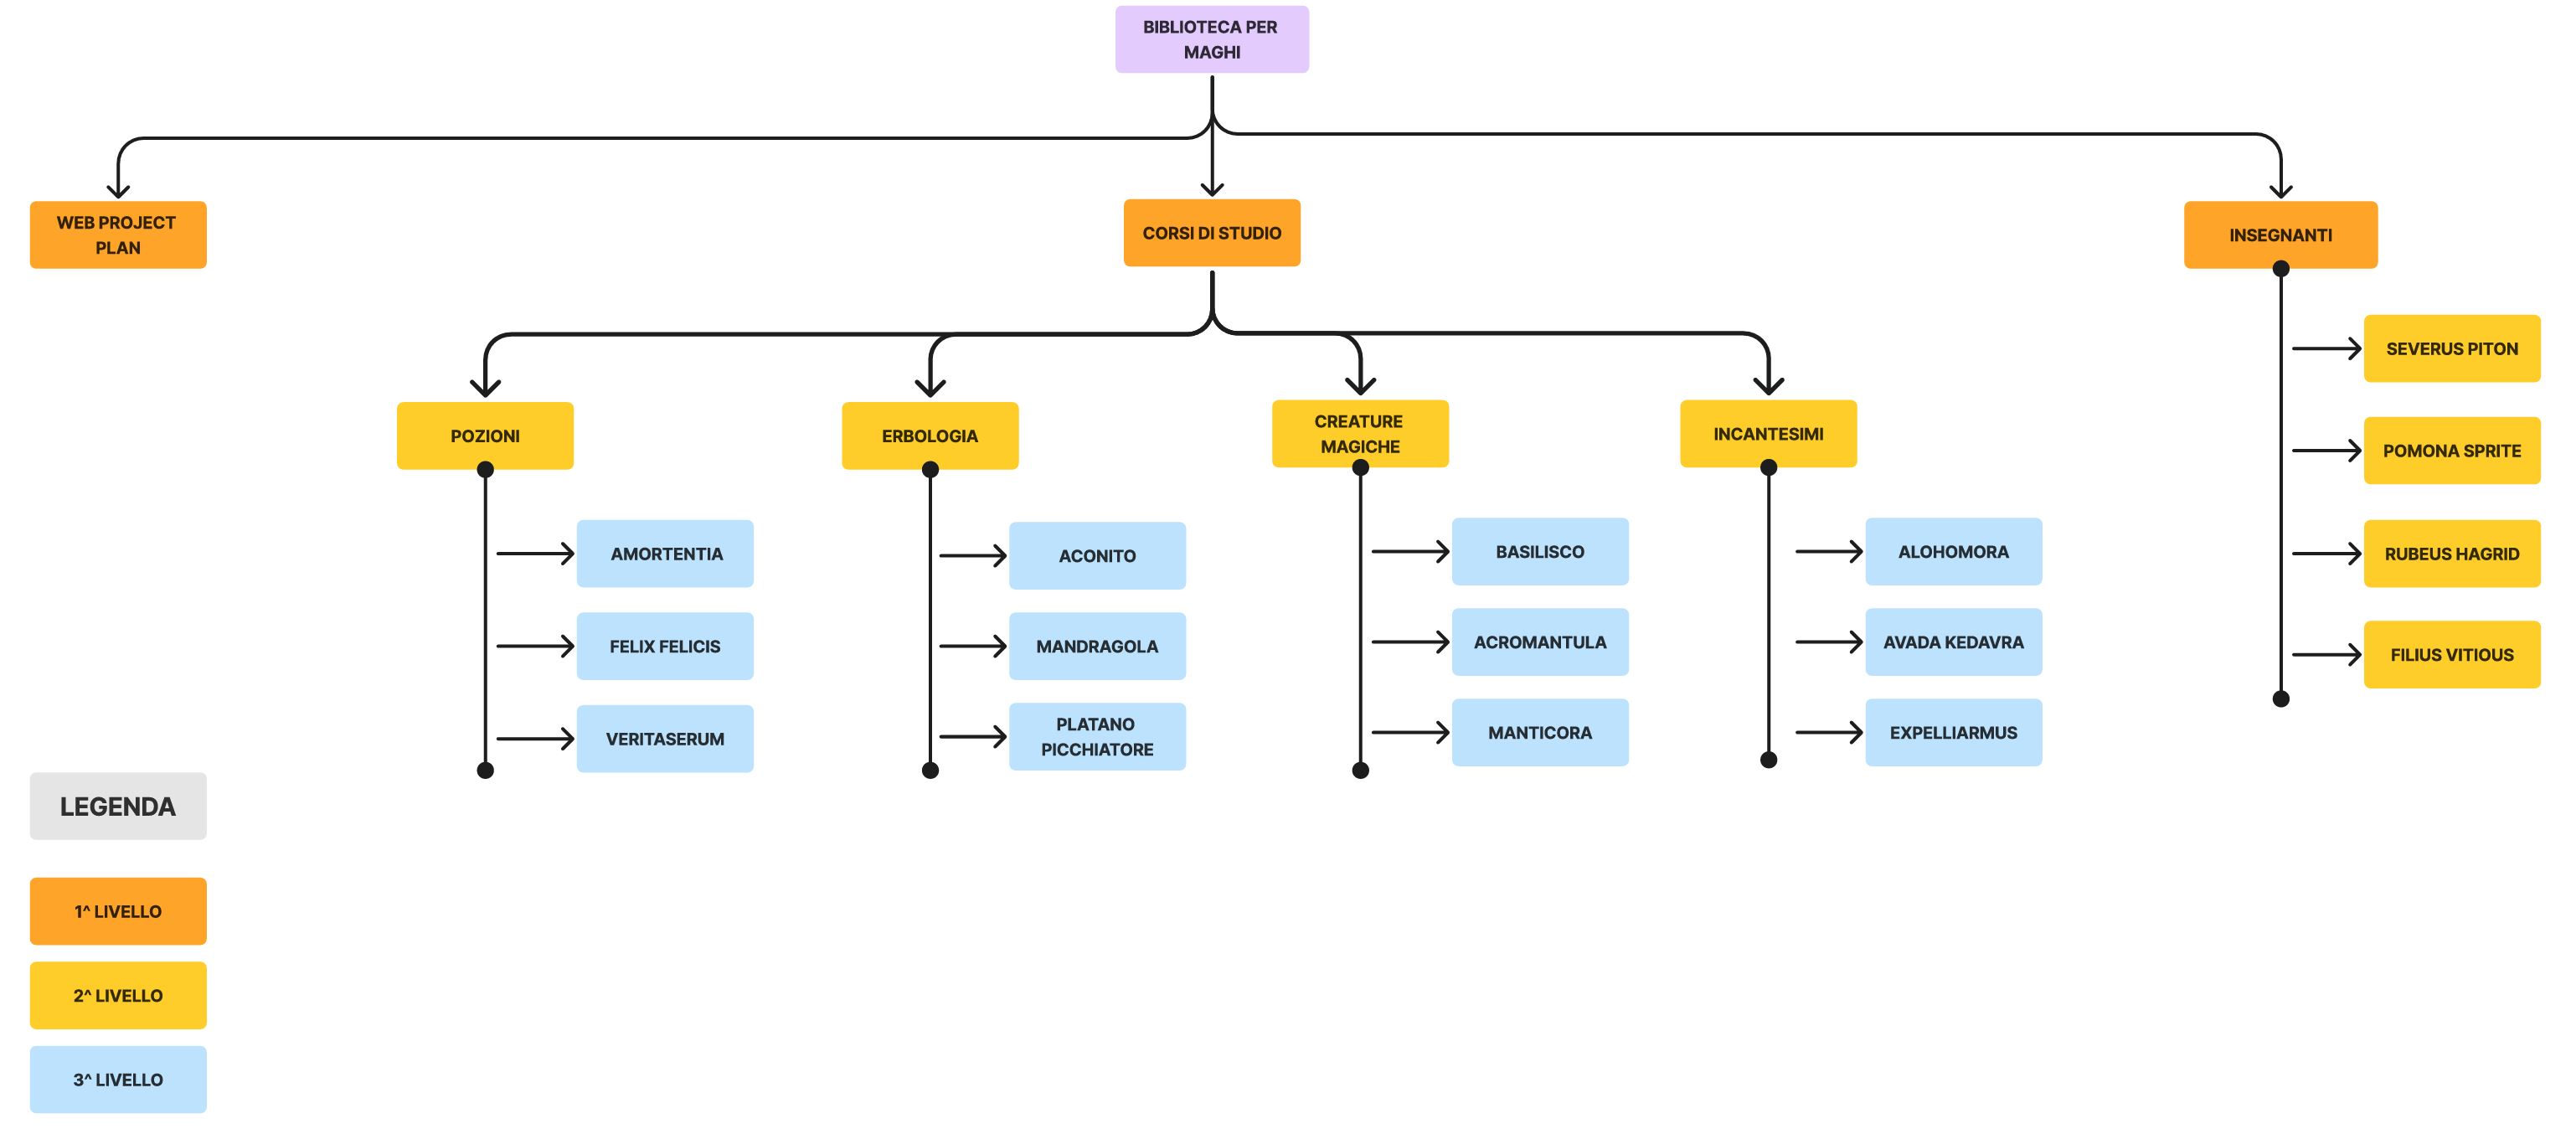 BIBLIOTECA PER
MAGHI
WEB PROJECT
PLAN
CORSI DI STUDIO
INSEGNANTI
SEVERUS PITON
POMONA SPRITE
RUBEUS HAGRID
FILIUS VITIOUS
POZIONI
ERBOLOGIA
CREATURE
MAGICHE
INCANTESIMI
AMORTENTIA
FELIX FELICIS
VERITASERUM
ACONITO
MANDRAGOLA
PLATANO
PICCHIATORE
BASILISCO
ACROMANTULA
MANTICORA
ALOHOMORA
AVADA KEDAVRA
EXPELLIARMUS
LEGENDA
1^ LIVELLO
2^ LIVELLO
3^ LIVELLO